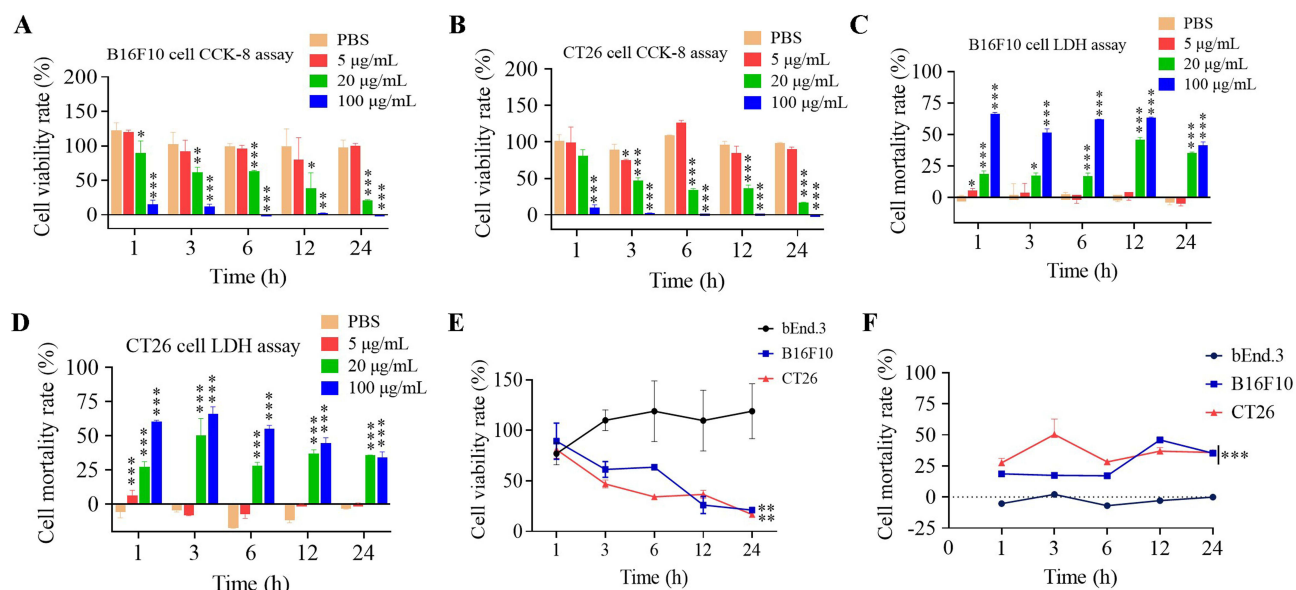 A
B16F10 cell CCK-8 assay
PBS
5 μg/mL
20 μg/mL
100 μg/mL
Cell viability rate (%)
200
150
100
50
0
* *** ** *** *** *** * *** *** ***
1 3 6 12 24
Time (h)
B
CT26 cell CCK-8 assay
PBS
5 μg/mL
20 μg/mL
100 μg/mL
Cell viability rate (%)
200
150
100
50
0
*** * *** *** *** *** *** *** *** ***
1 3 6 12 24
Time (h)
C
B16F10 cell LDH assay
PBS
5 μg/mL
20 μg/mL
100 μg/mL
Cell mortality rate (%)
100
75
50
25
0
* *** *** * *** * *** *** *** *** ***
1 3 6 12 24
Time (h)
D
CT26 cell LDH assay
PBS
5 μg/mL
20 μg/mL
100 μg/mL
Cell mortality rate (%)
100
75
50
25
0
*** *** *** *** *** *** *** *** *** *** ***
1 3 6 12 24
Time (h)
E
bEnd.3
B16F10
CT26
Cell viability rate (%)
150
100
50
0
**
**
1 3 6 12 24
Time (h)
F
bEnd.3
B16F10
CT26
Cell mortality rate (%)
100
75
50
25
0
-25
***
0 1 3 6 12 24
Time (h)